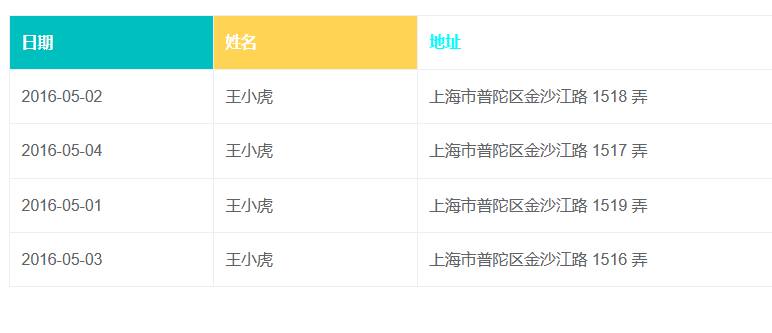 日期 姓名 地址
2016-05-02 王小虎 上海市普陀区金沙江路 1518 弄
2016-05-04 王小虎 上海市普陀区金沙江路 1517 弄
2016-05-01 王小虎 上海市普陀区金沙江路 1519 弄
2016-05-03 王小虎 上海市普陀区金沙江路 1516 弄